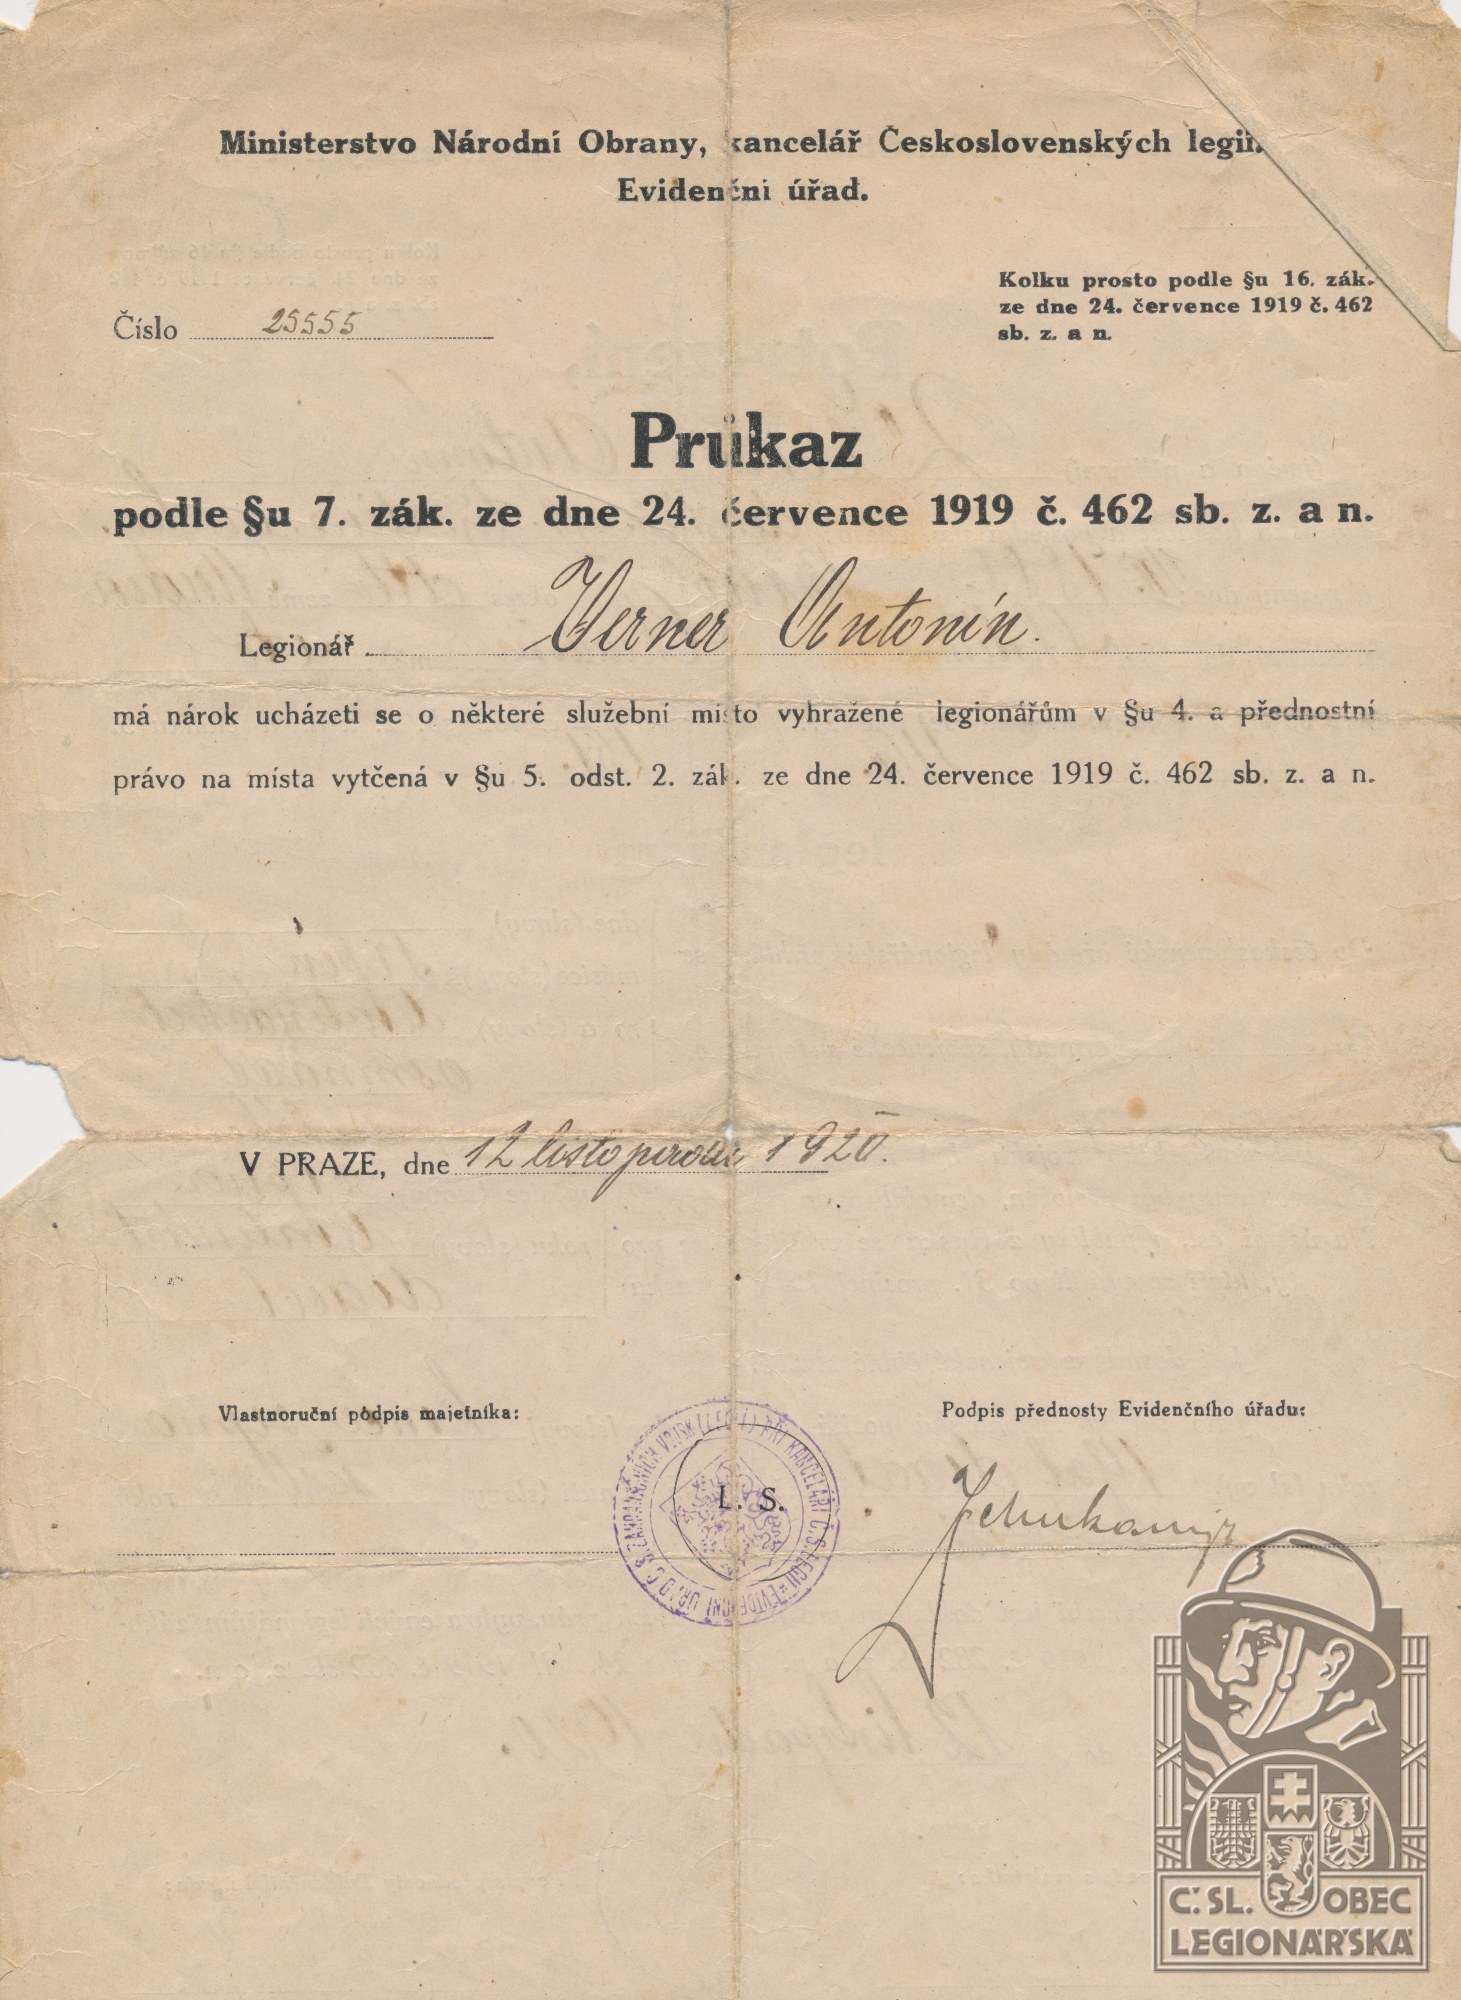 Ministerstvo Národní Obrany, kancelář Československých legií
Evidenční úřad.
Kolku prosto podle §u 16. zák.
ze dne 24. července 1919 č. 462
sb. z. a n.
Číslo 25555
Průkaz
podle §u 7. zák. ze dne 24. července 1919 č. 462 sb. z. a n.
Legionář Verner Antonín.
má nárok ucházeti se o některé služební místo vyhražené legionářům v §u 4. a přednostní
právo na místa vytčená v §u 5. odst. 2. zák. ze dne 24. července 1919 č. 462 sb. z. a n.
V PRAZE, dne 12 listopadu 1920.
Vlastnoruční podpis majetníka:
Podpis přednosty Evidenčního úřadu:
L. S.
Č. SL. OBEC
LEGIONÁŘSKÁ